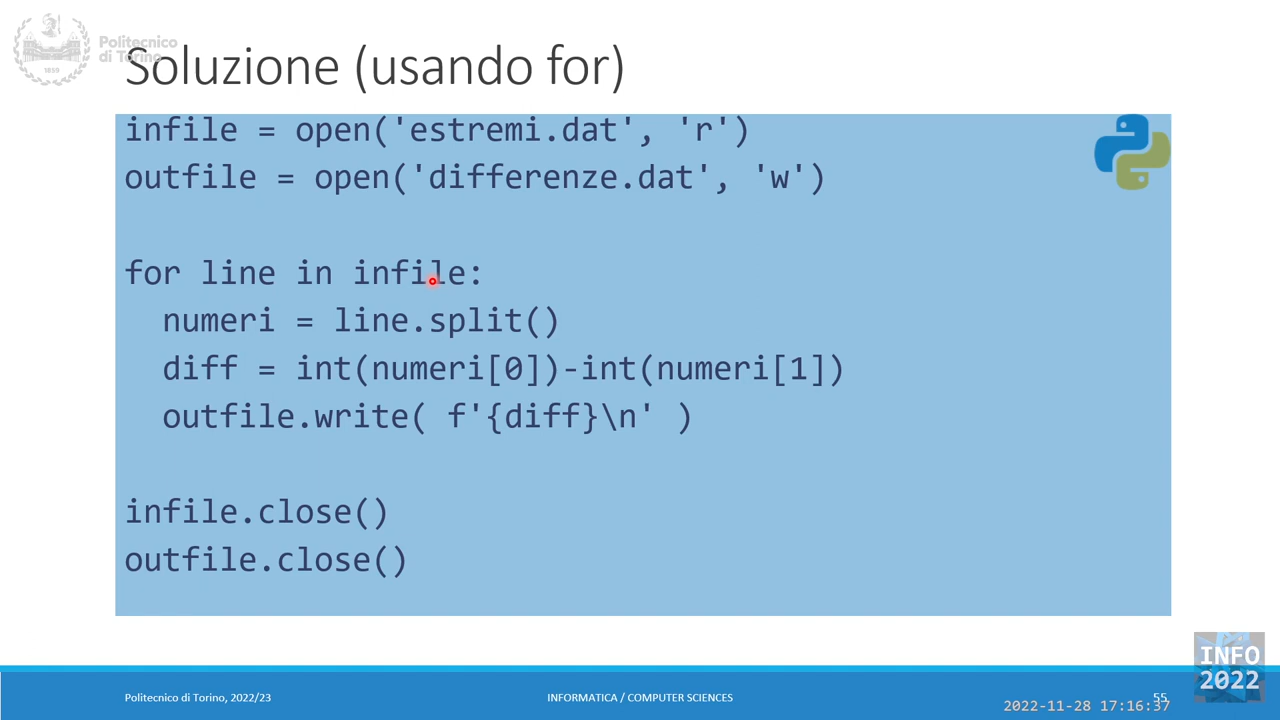 Politecnico
di Torino
1859
Soluzione (usando for)
infile = open('estremi.dat', 'r')
outfile = open('differenze.dat', 'w')
for line in infile:
  numeri = line.split()
  diff = int(numeri[0])-int(numeri[1])
  outfile.write( f'{diff}\n' )
infile.close()
outfile.close()
INFO
2022
Politecnico di Torino, 2022/23
INFORMATICA / COMPUTER SCIENCES
55
2022-11-28 17:16:37